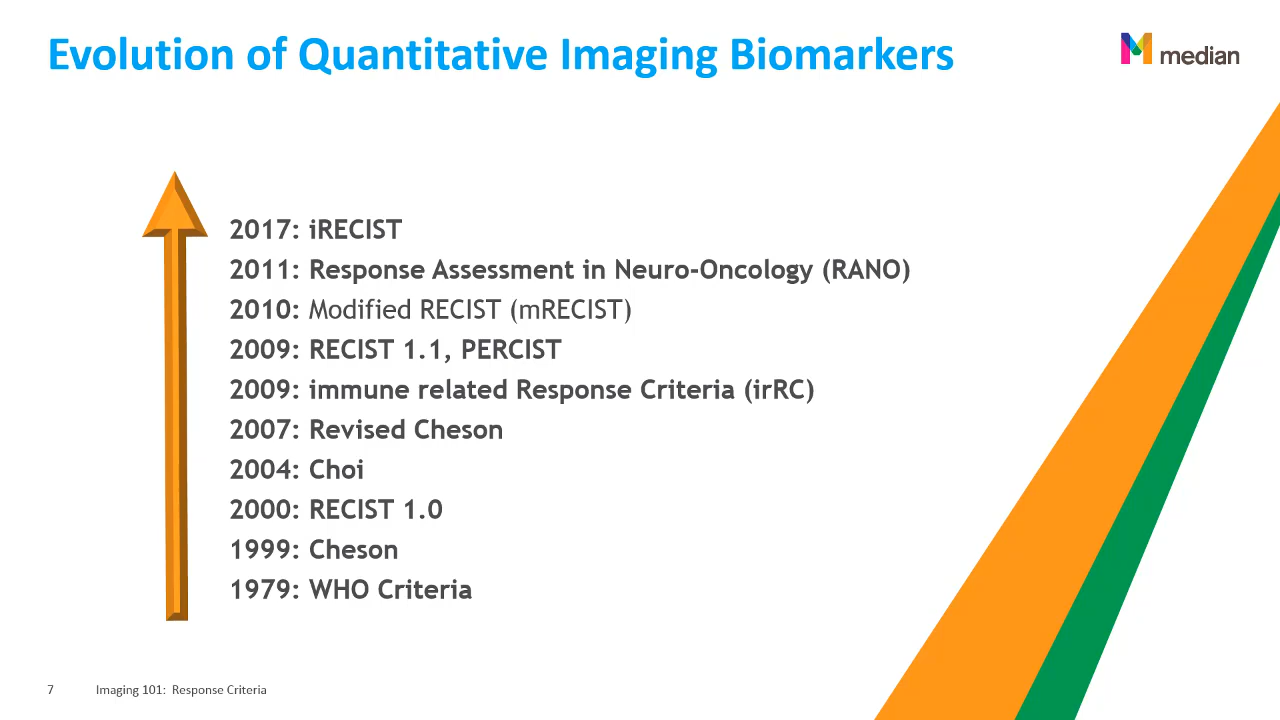 Evolution of Quantitative Imaging Biomarkers
median
2017: iRECIST
2011: Response Assessment in Neuro-Oncology (RANO)
2010: Modified RECIST (mRECIST)
2009: RECIST 1.1, PERCIST
2009: immune related Response Criteria (irRC)
2007: Revised Cheson
2004: Choi
2000: RECIST 1.0
1999: Cheson
1979: WHO Criteria
7 Imaging 101: Response Criteria